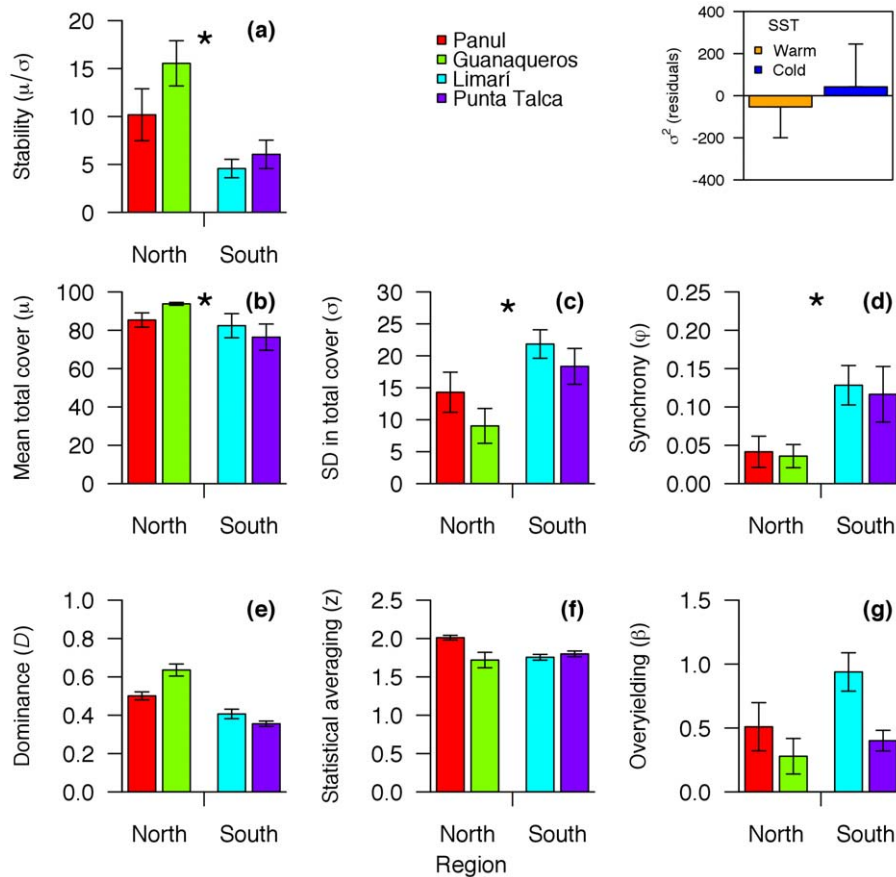 Stability (μ/σ)
20
15
10
5
0
*
(a)
North
South
Panul
Guanaqueros
Limarí
Punta Talca
σ² (residuals)
400
200
0
-200
-400
SST
Warm
Cold
Mean total cover (μ)
100
80
60
40
20
0
*
(b)
North
South
SD in total cover (σ)
30
25
20
15
10
5
0
*
(c)
North
South
Synchrony (φ)
0.25
0.20
0.15
0.10
0.05
0.00
*
(d)
North
South
Dominance (D)
1.0
0.8
0.6
0.4
0.2
0.0
(e)
North
South
Statistical averaging (z)
2.5
2.0
1.5
1.0
0.5
0.0
(f)
North
South
Overyielding (β)
1.5
1.0
0.5
0.0
(g)
North
South
Region